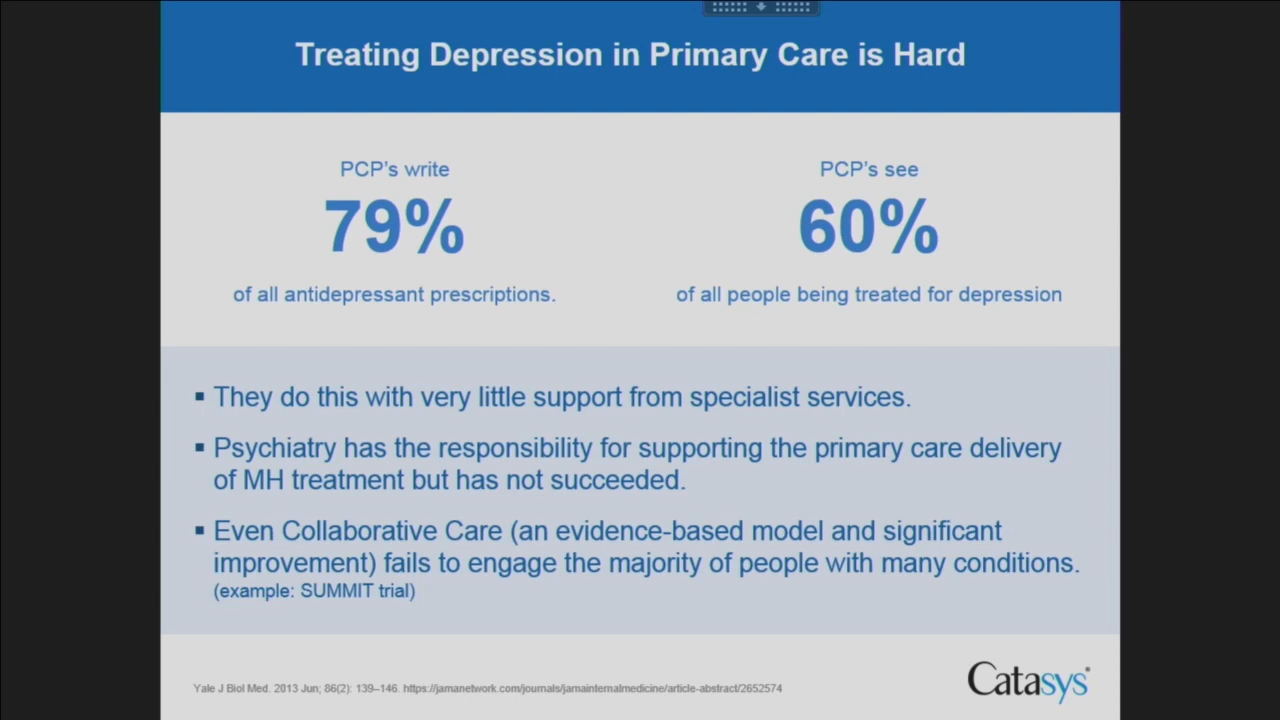 Treating Depression in Primary Care is Hard
PCP's write
79%
of all antidepressant prescriptions.
PCP's see
60%
of all people being treated for depression
▪ They do this with very little support from specialist services.
▪ Psychiatry has the responsibility for supporting the primary care delivery
of MH treatment but has not succeeded.
▪ Even Collaborative Care (an evidence-based model and significant
improvement) fails to engage the majority of people with many conditions.
(example: SUMMIT trial)
Yale J Biol Med. 2013 Jun; 86(2): 139–146. https://jamanetwork.com/journals/jamainternalmedicine/article-abstract/2652574
Catasys®